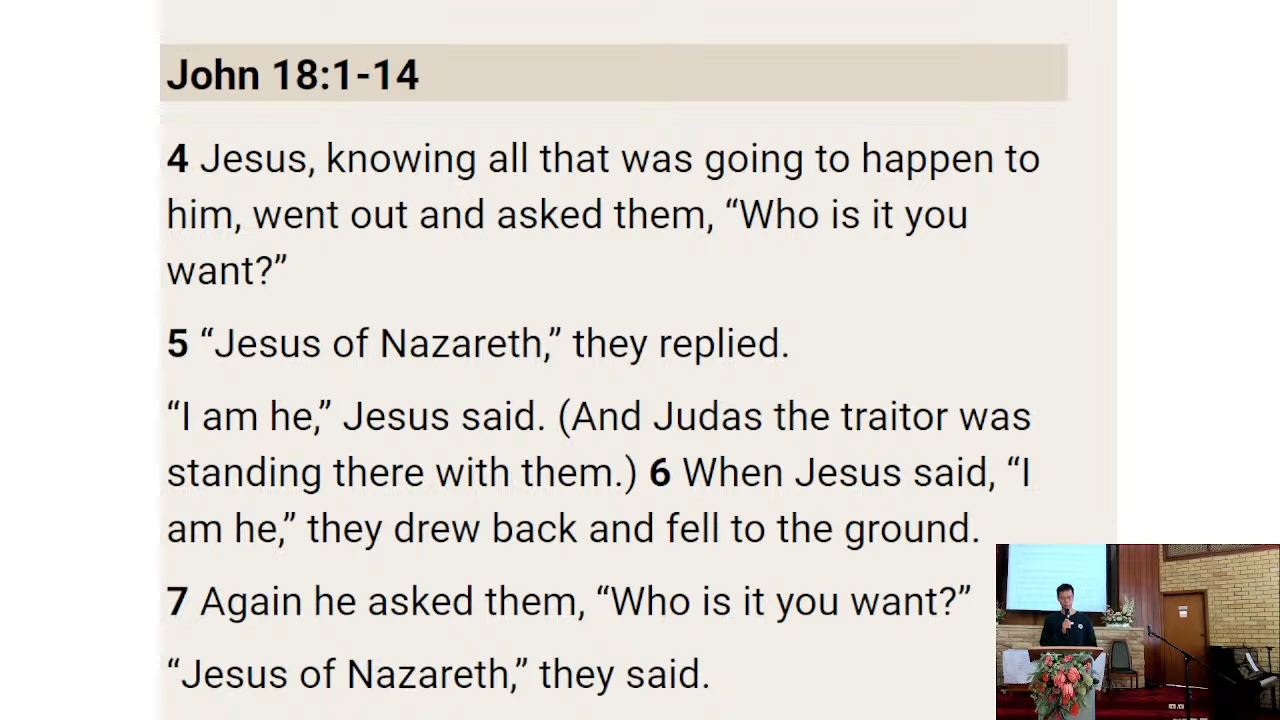 John 18:1-14
4 Jesus, knowing all that was going to happen to
him, went out and asked them, “Who is it you
want?”
5 “Jesus of Nazareth,” they replied.
“I am he,” Jesus said. (And Judas the traitor was
standing there with them.) 6 When Jesus said, “I
am he,” they drew back and fell to the ground.
7 Again he asked them, “Who is it you want?”
“Jesus of Nazareth,” they said.